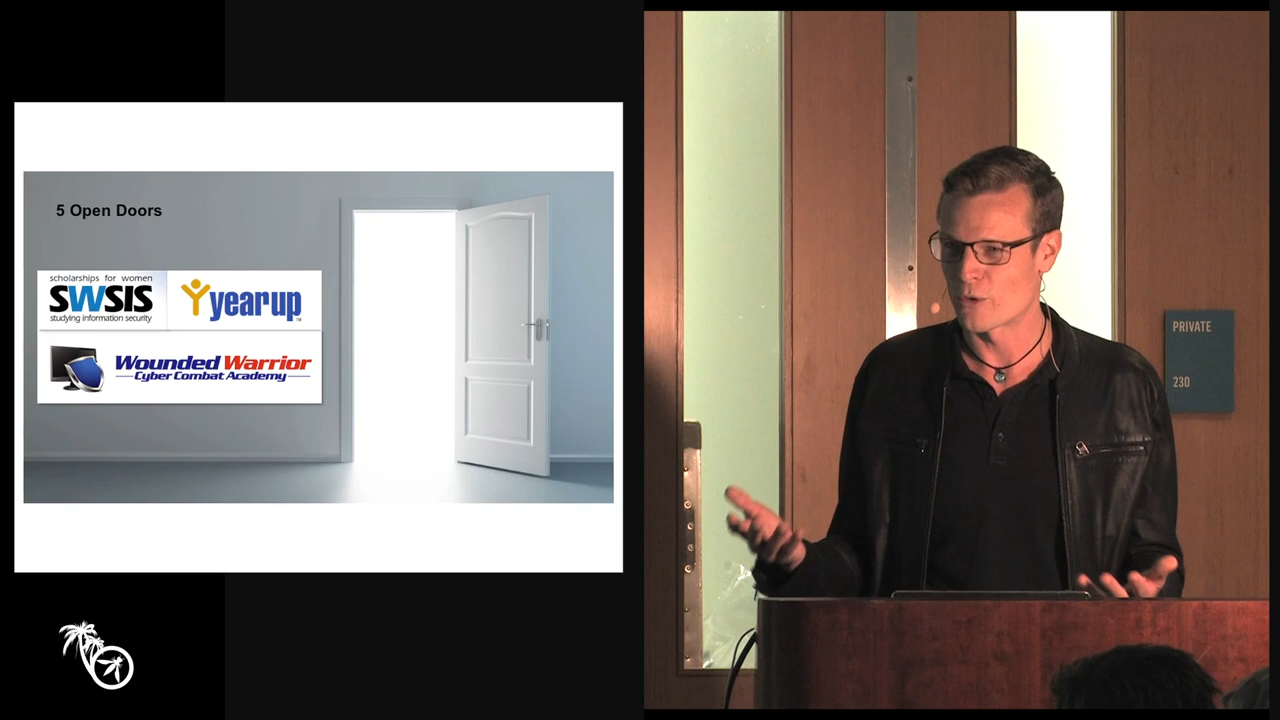 5 Open Doors
scholarships for women
SWSIS
studying information security
year up
TM
Wounded Warrior
Cyber Combat Academy
PRIVATE
230